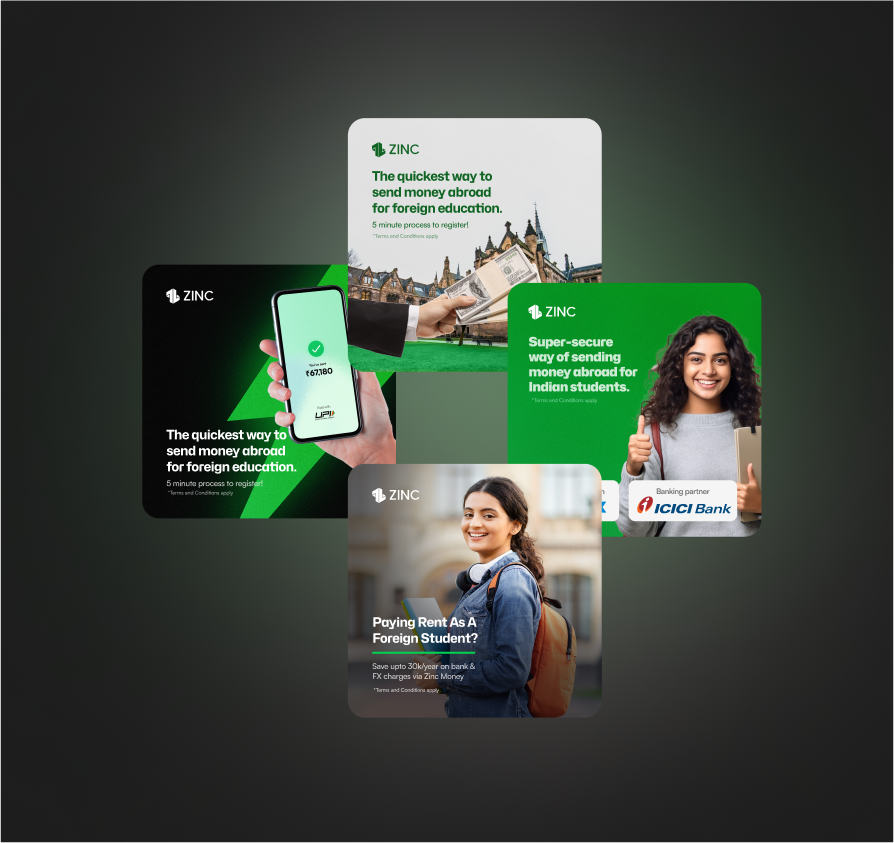 ZINC
The quickest way to
send money abroad
for foreign education.
5 minute process to register!
*Terms and Conditions apply
ZINC
₹67,180
UPI
The quickest way to
send money abroad
for foreign education.
5 minute process to register!
*Terms and Conditions apply
ZINC
Super-secure
way of sending
money abroad for
Indian students.
*Terms and Conditions apply
Banking partner
ICICI Bank
ZINC
Paying Rent As A
Foreign Student?
Save upto 30k/year on bank &
FX charges via Zinc Money
*Terms and Conditions apply